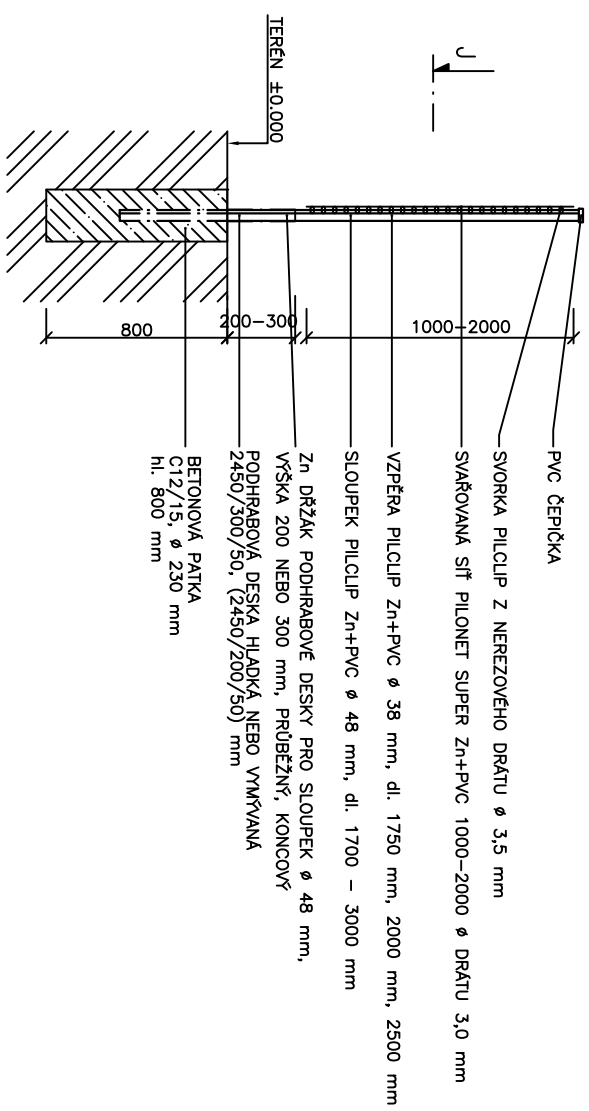 J
TERÉN ±0.000
800
200-300
1000-2000
PVC ČEPIČKA
SVORKA PILCLIP Z NEREZOVÉHO DRÁTU ø 3,5 mm
SVAŘOVANÁ SÍŤ PILONET SUPER Zn+PVC 1000-2000 ø DRÁTU 3,0 mm
VZPĚRA PILCLIP Zn+PVC ø 38 mm, dl. 1750 mm, 2000 mm, 2500 mm
SLOUPEK PILCLIP Zn+PVC ø 48 mm, dl. 1700 - 3000 mm
Zn DRŽÁK PODHRABOVÉ DESKY PRO SLOUPEK ø 48 mm,
VÝŠKA 200 NEBO 300 mm, PRŮBĚŽNÝ, KONCOVÝ
PODHRABOVÁ DESKA HLADKÁ NEBO VYMÝVANÁ
2450/300/50, (2450/200/50) mm
BETONOVÁ PATKA
C12/15, ø 230 mm
hl. 800 mm